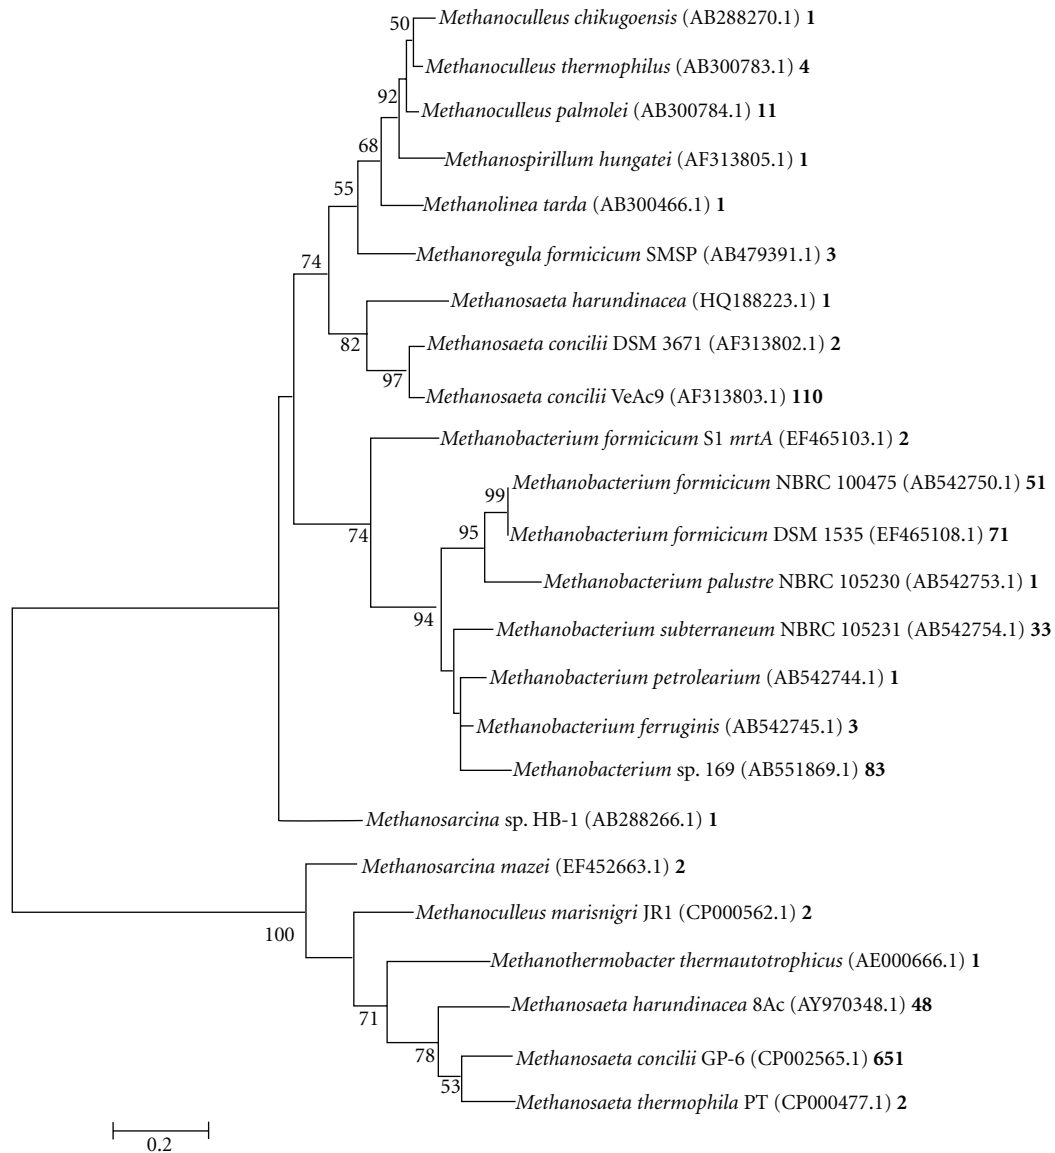 50
Methanoculleus chikugoensis (AB288270.1) 1
Methanoculleus thermophilus (AB300783.1) 4
92
Methanoculleus palmolei (AB300784.1) 11
68
Methanospirillum hungatei (AF313805.1) 1
55
Methanolinea tarda (AB300466.1) 1
74
Methanoregula formicicum SMSP (AB479391.1) 3
Methanosaeta harundinacea (HQ188223.1) 1
82
Methanosaeta concilii DSM 3671 (AF313802.1) 2
97
Methanosaeta concilii VeAc9 (AF313803.1) 110
Methanobacterium formicicum S1 mrtA (EF465103.1) 2
99
Methanobacterium formicicum NBRC 100475 (AB542750.1) 51
74
95
Methanobacterium formicicum DSM 1535 (EF465108.1) 71
Methanobacterium palustre NBRC 105230 (AB542753.1) 1
94
Methanobacterium subterraneum NBRC 105231 (AB542754.1) 33
Methanobacterium petrolearium (AB542744.1) 1
Methanobacterium ferruginis (AB542745.1) 3
Methanobacterium sp. 169 (AB551869.1) 83
Methanosarcina sp. HB-1 (AB288266.1) 1
Methanosarcina mazei (EF452663.1) 2
100
Methanoculleus marisnigri JR1 (CP000562.1) 2
Methanothermobacter thermautotrophicus (AE000666.1) 1
71
Methanosaeta harundinacea 8Ac (AY970348.1) 48
78
Methanosaeta concilii GP-6 (CP002565.1) 651
53
Methanosaeta thermophila PT (CP000477.1) 2
0.2